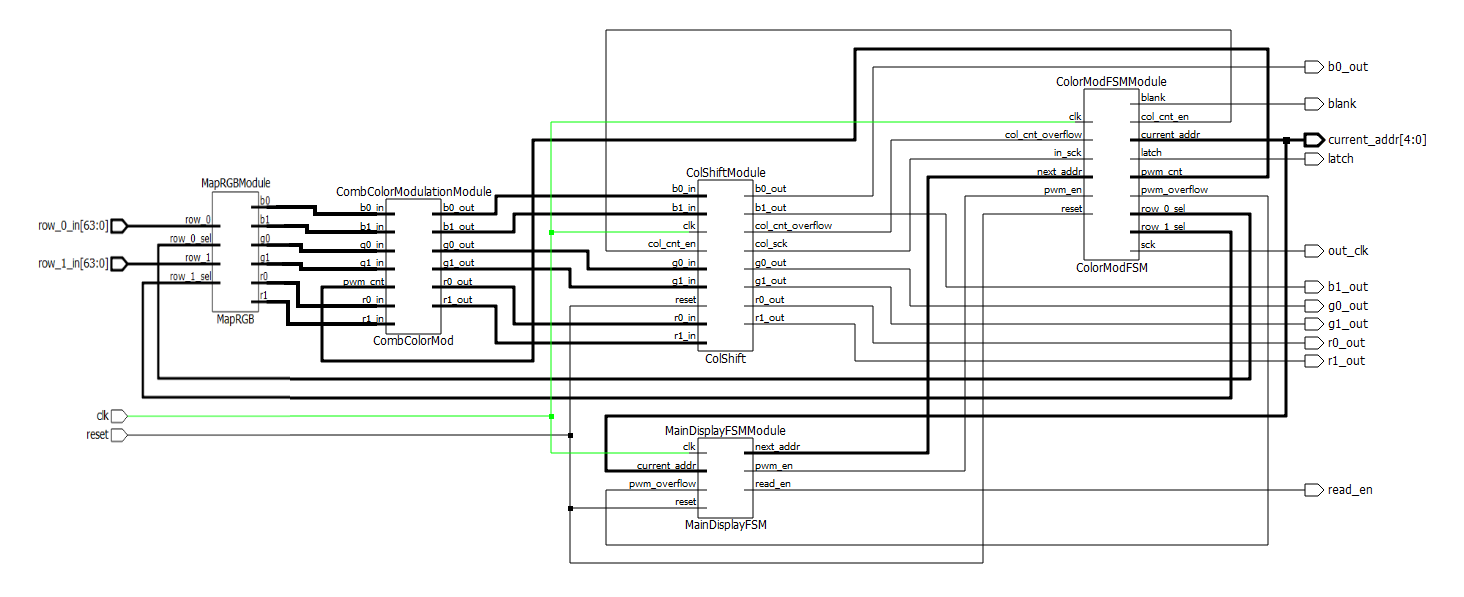 row_0_in[63:0]
row_1_in[63:0]
clk
reset
MapRGBModule
row_0
row_0_sel
row_1
row_1_sel
b0
b1
g0
g1
r0
r1
MapRGB
CombColorModulationModule
b0_in
b1_in
g0_in
g1_in
pwm_cnt
r0_in
r1_in
b0_out
b1_out
g0_out
g1_out
r0_out
r1_out
CombColorMod
ColShiftModule
b0_in
b1_in
clk
col_cnt_en
g0_in
g1_in
reset
r0_in
r1_in
b0_out
b1_out
col_cnt_overflow
col_sck
g0_out
g1_out
r0_out
r1_out
ColShift
MainDisplayFSMModule
clk
current_addr
pwm_overflow
reset
next_addr
pwm_en
read_en
MainDisplayFSM
ColorModFSMModule
clk
col_cnt_overflow
in_sck
next_addr
pwm_en
reset
blank
col_cnt_en
current_addr
latch
pwm_cnt
pwm_overflow
row_0_sel
row_1_sel
sck
ColorModFSM
b0_out
blank
current_addr[4:0]
latch
out_clk
b1_out
g0_out
g1_out
r0_out
r1_out
read_en